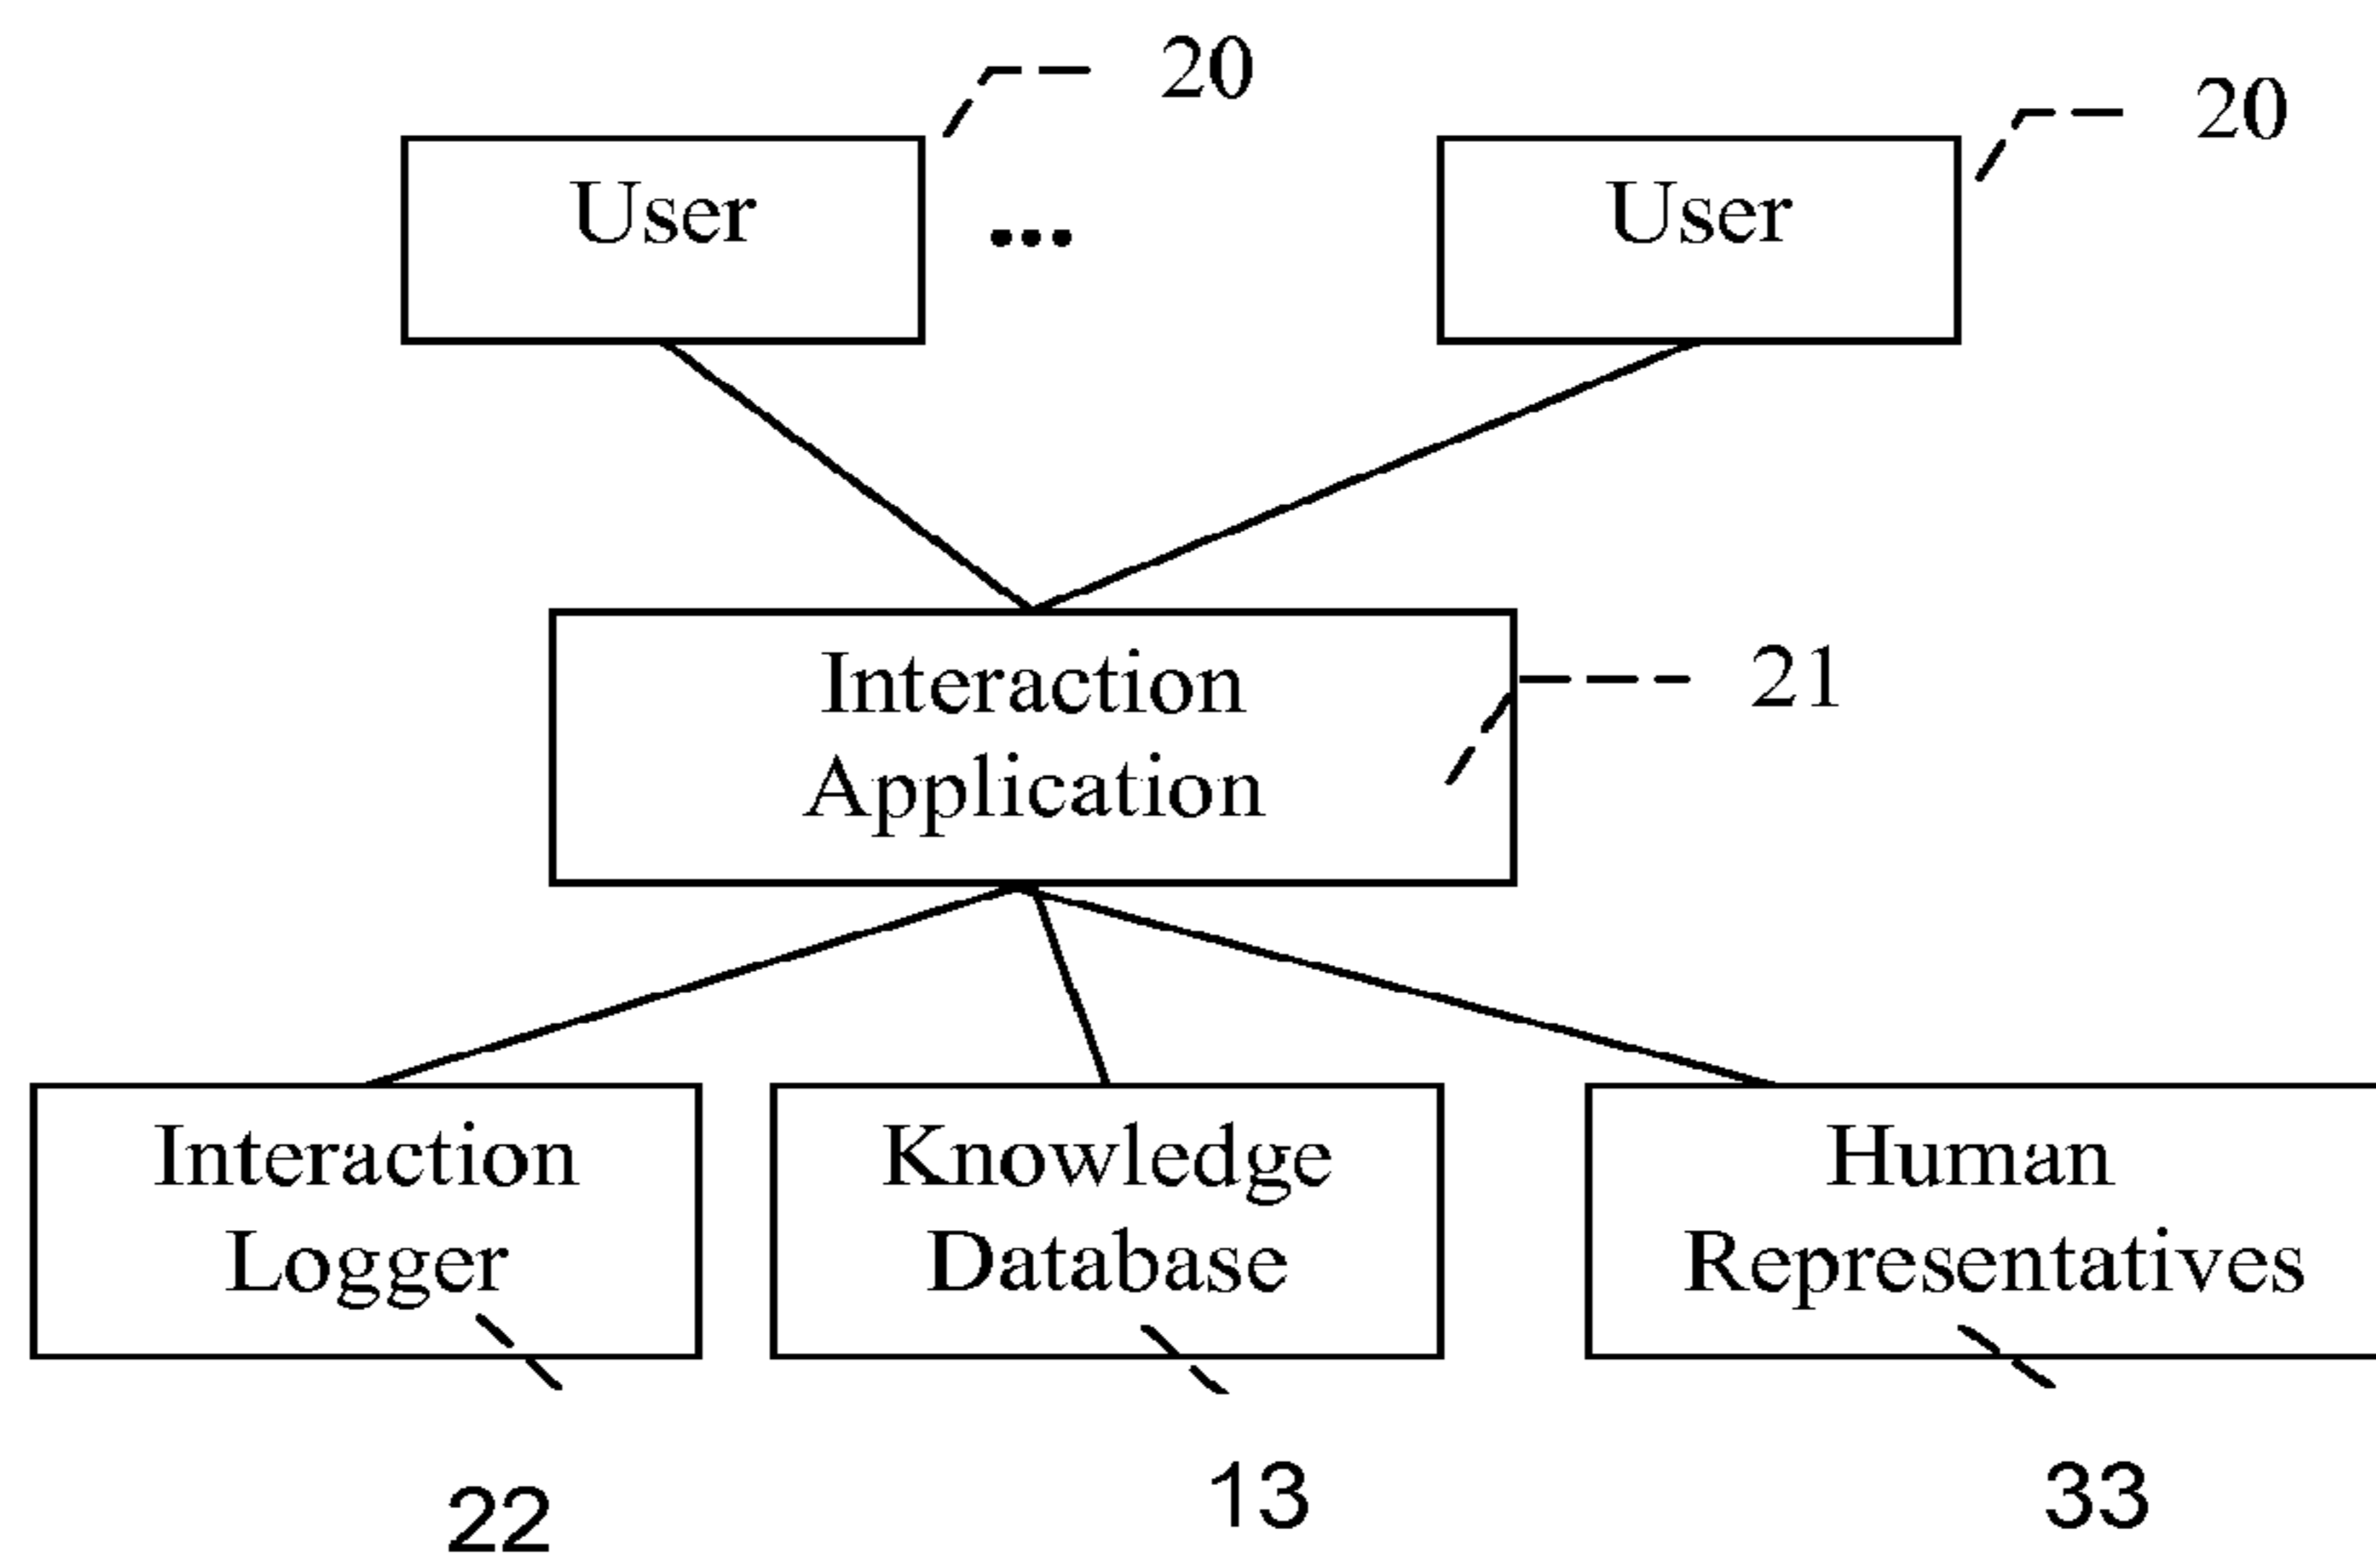 20
20
User
•••
User
Interaction
Application
21
Interaction
Logger
Knowledge
Database
Human
Representatives
22
13
33